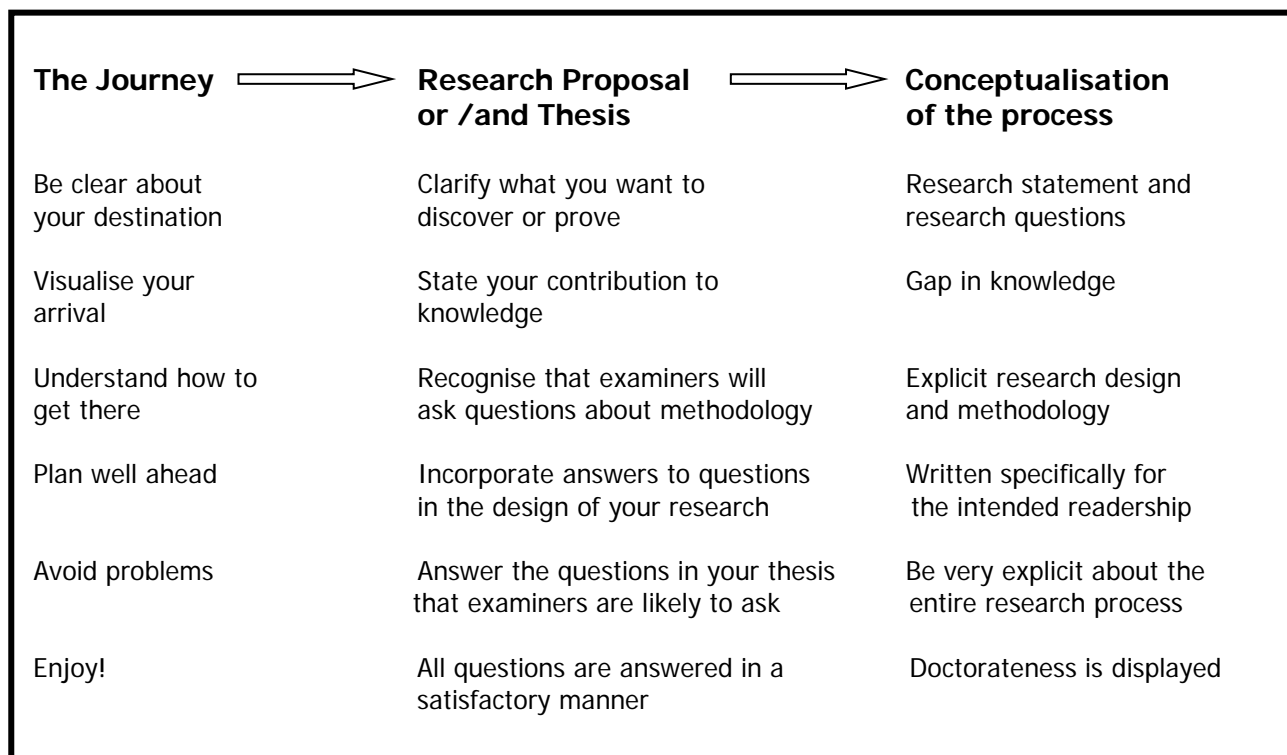 The Journey
Research Proposal
or /and Thesis
Conceptualisation
of the process
Be clear about
your destination
Clarify what you want to
discover or prove
Research statement and
research questions
Visualise your
arrival
State your contribution to
knowledge
Gap in knowledge
Understand how to
get there
Recognise that examiners will
ask questions about methodology
Explicit research design
and methodology
Plan well ahead
Incorporate answers to questions
in the design of your research
Written specifically for
the intended readership
Avoid problems
Answer the questions in your thesis
that examiners are likely to ask
Be very explicit about the
entire research process
Enjoy!
All questions are answered in a
satisfactory manner
Doctorateness is displayed